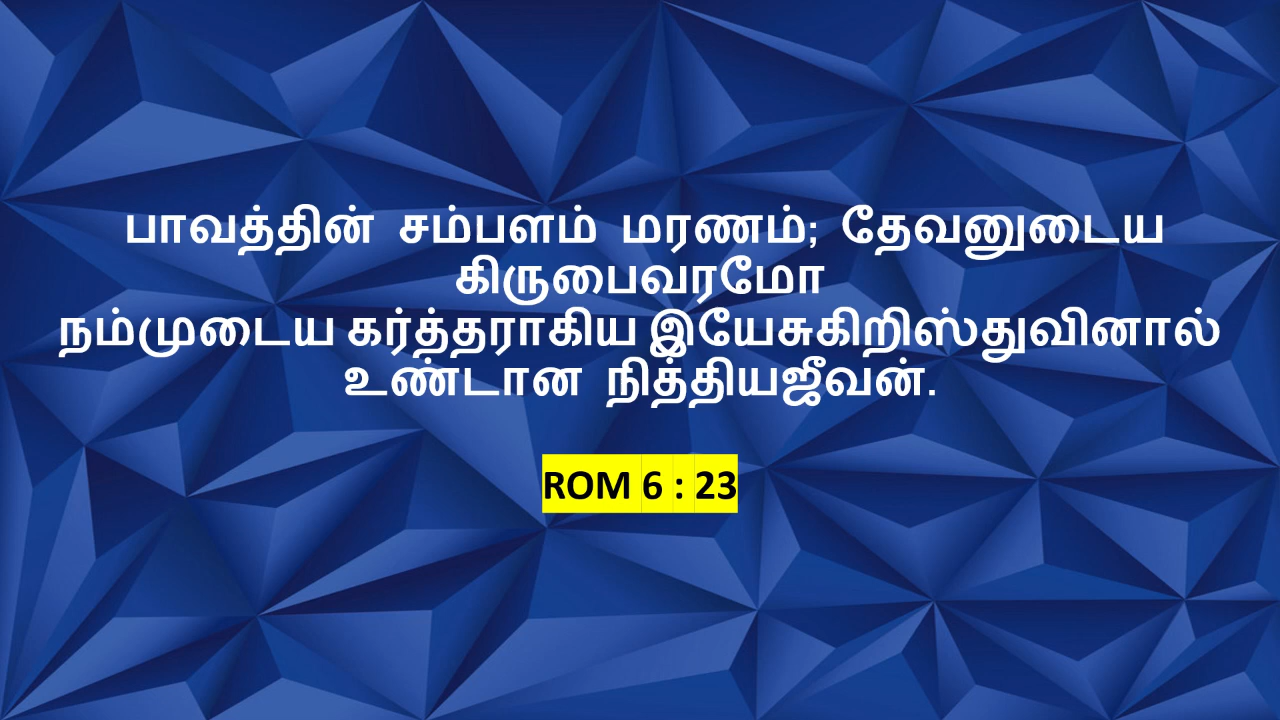 பாவத்தின் சம்பளம் மரணம்; தேவனுடைய
கிருபைவரமோ
நம்முடைய கர்த்தராகிய இயேசுகிறிஸ்துவினால்
உண்டான நித்தியஜீவன்.
ROM 6 : 23